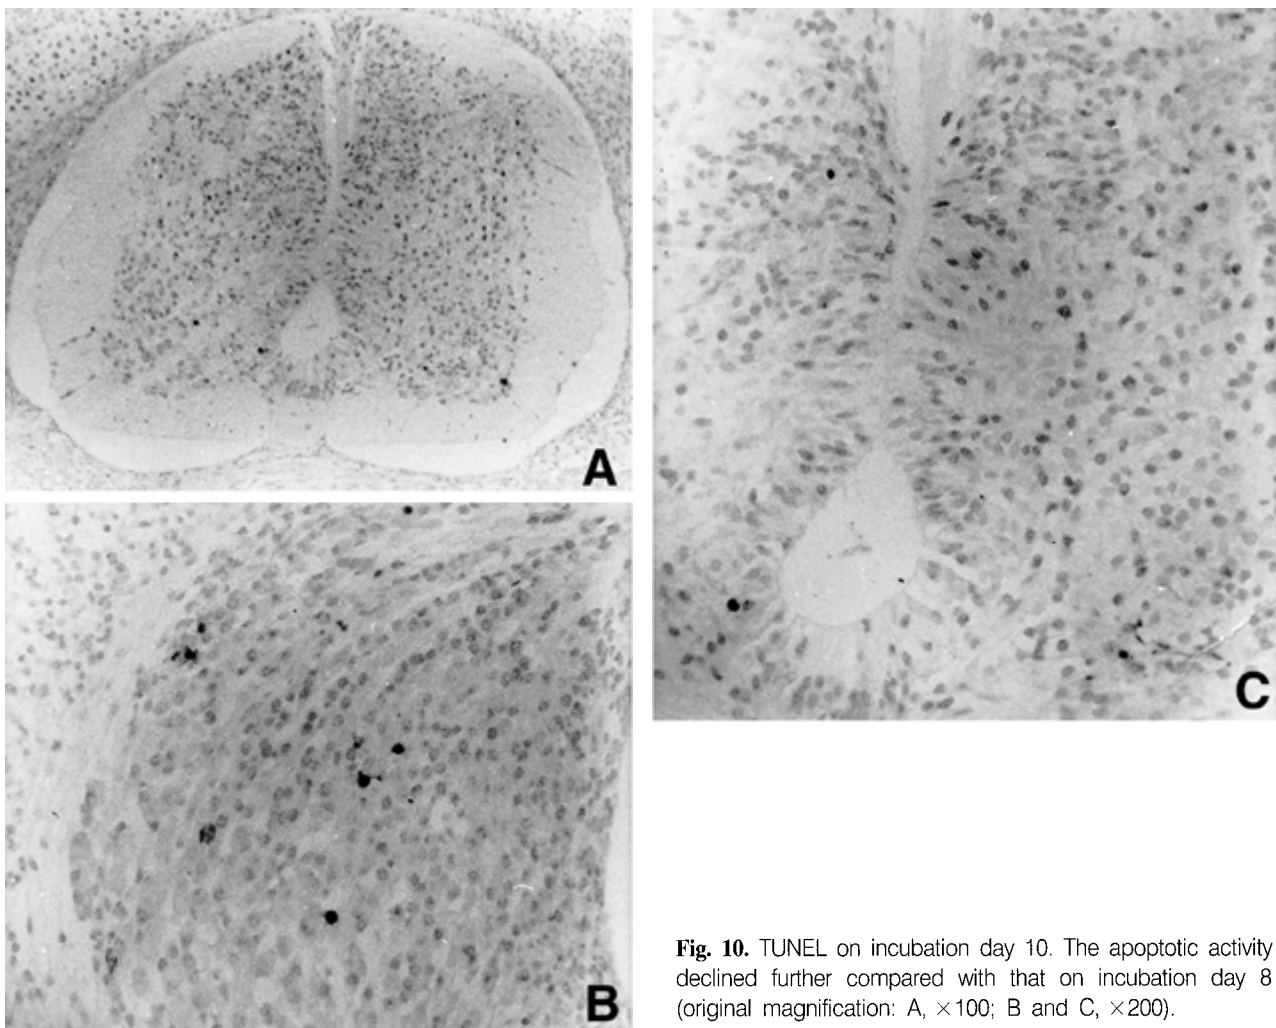 A
B
C
Fig. 10. TUNEL on incubation day 10. The apoptotic activity
declined further compared with that on incubation day 8
(original magnification: A, ×100; B and C, ×200).